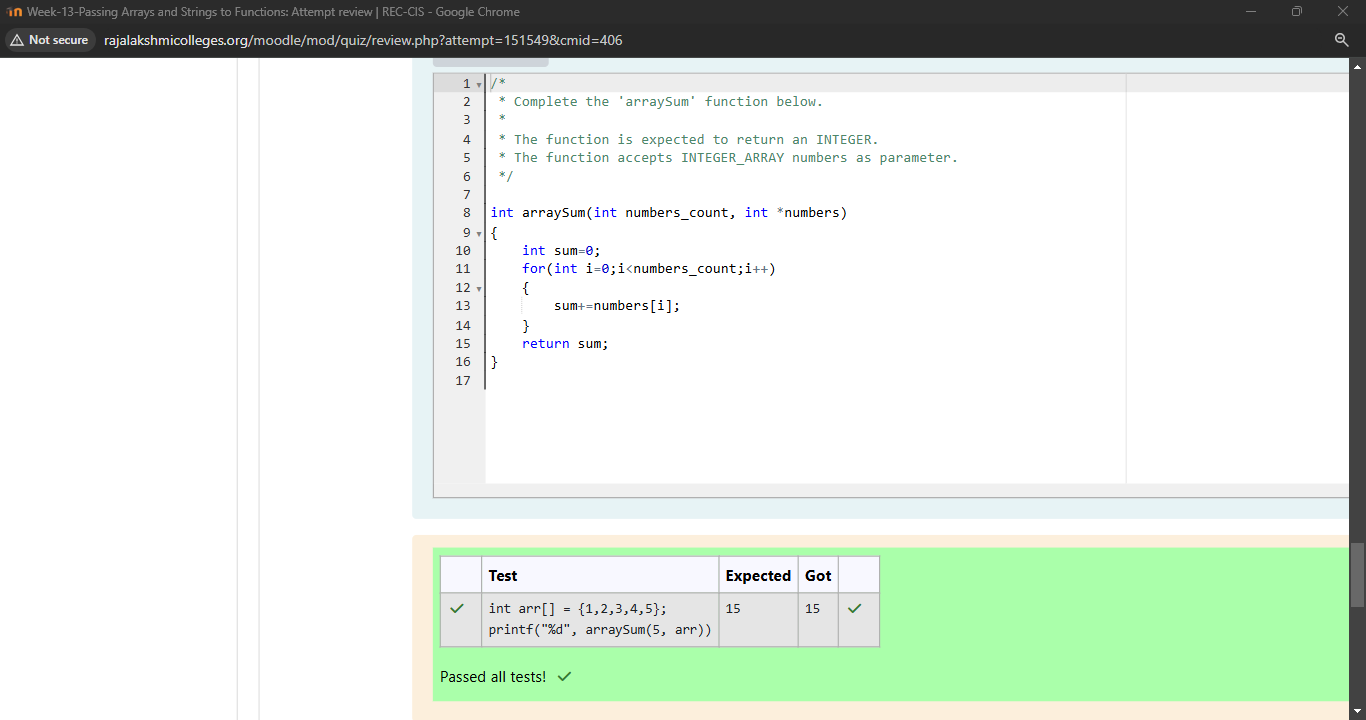 Week-13-Passing Arrays and Strings to Functions: Attempt review | REC-CIS - Google Chrome
Not secure rajalakshmicolleges.org/moodle/mod/quiz/review.php?attempt=151549&cmid=406
1 /*
2  * Complete the 'arraySum' function below.
3  *
4  * The function is expected to return an INTEGER.
5  * The function accepts INTEGER_ARRAY numbers as parameter.
6  */
7
8 int arraySum(int numbers_count, int *numbers)
9 {
10     int sum=0;
11     for(int i=0;i<numbers_count;i++)
12     {
13         sum+=numbers[i];
14     }
15     return sum;
16 }
17
Test Expected Got
int arr[] = {1,2,3,4,5}; 15 15
printf("%d", arraySum(5, arr))
Passed all tests!